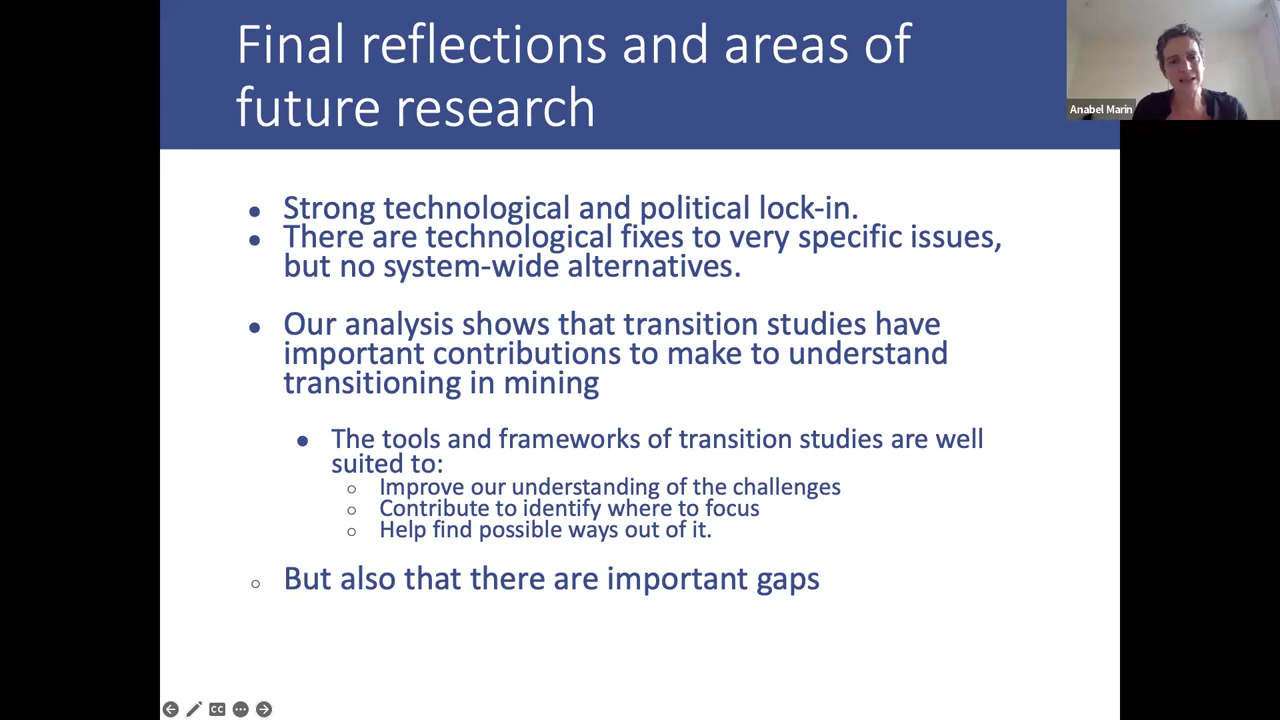 Final reflections and areas of
future research
Anabel Marin
● Strong technological and political lock-in.
● There are technological fixes to very specific issues,
but no system-wide alternatives.
● Our analysis shows that transition studies have
important contributions to make to understand
transitioning in mining
● The tools and frameworks of transition studies are well
suited to:
○ Improve our understanding of the challenges
○ Contribute to identify where to focus
○ Help find possible ways out of it.
○ But also that there are important gaps
CC